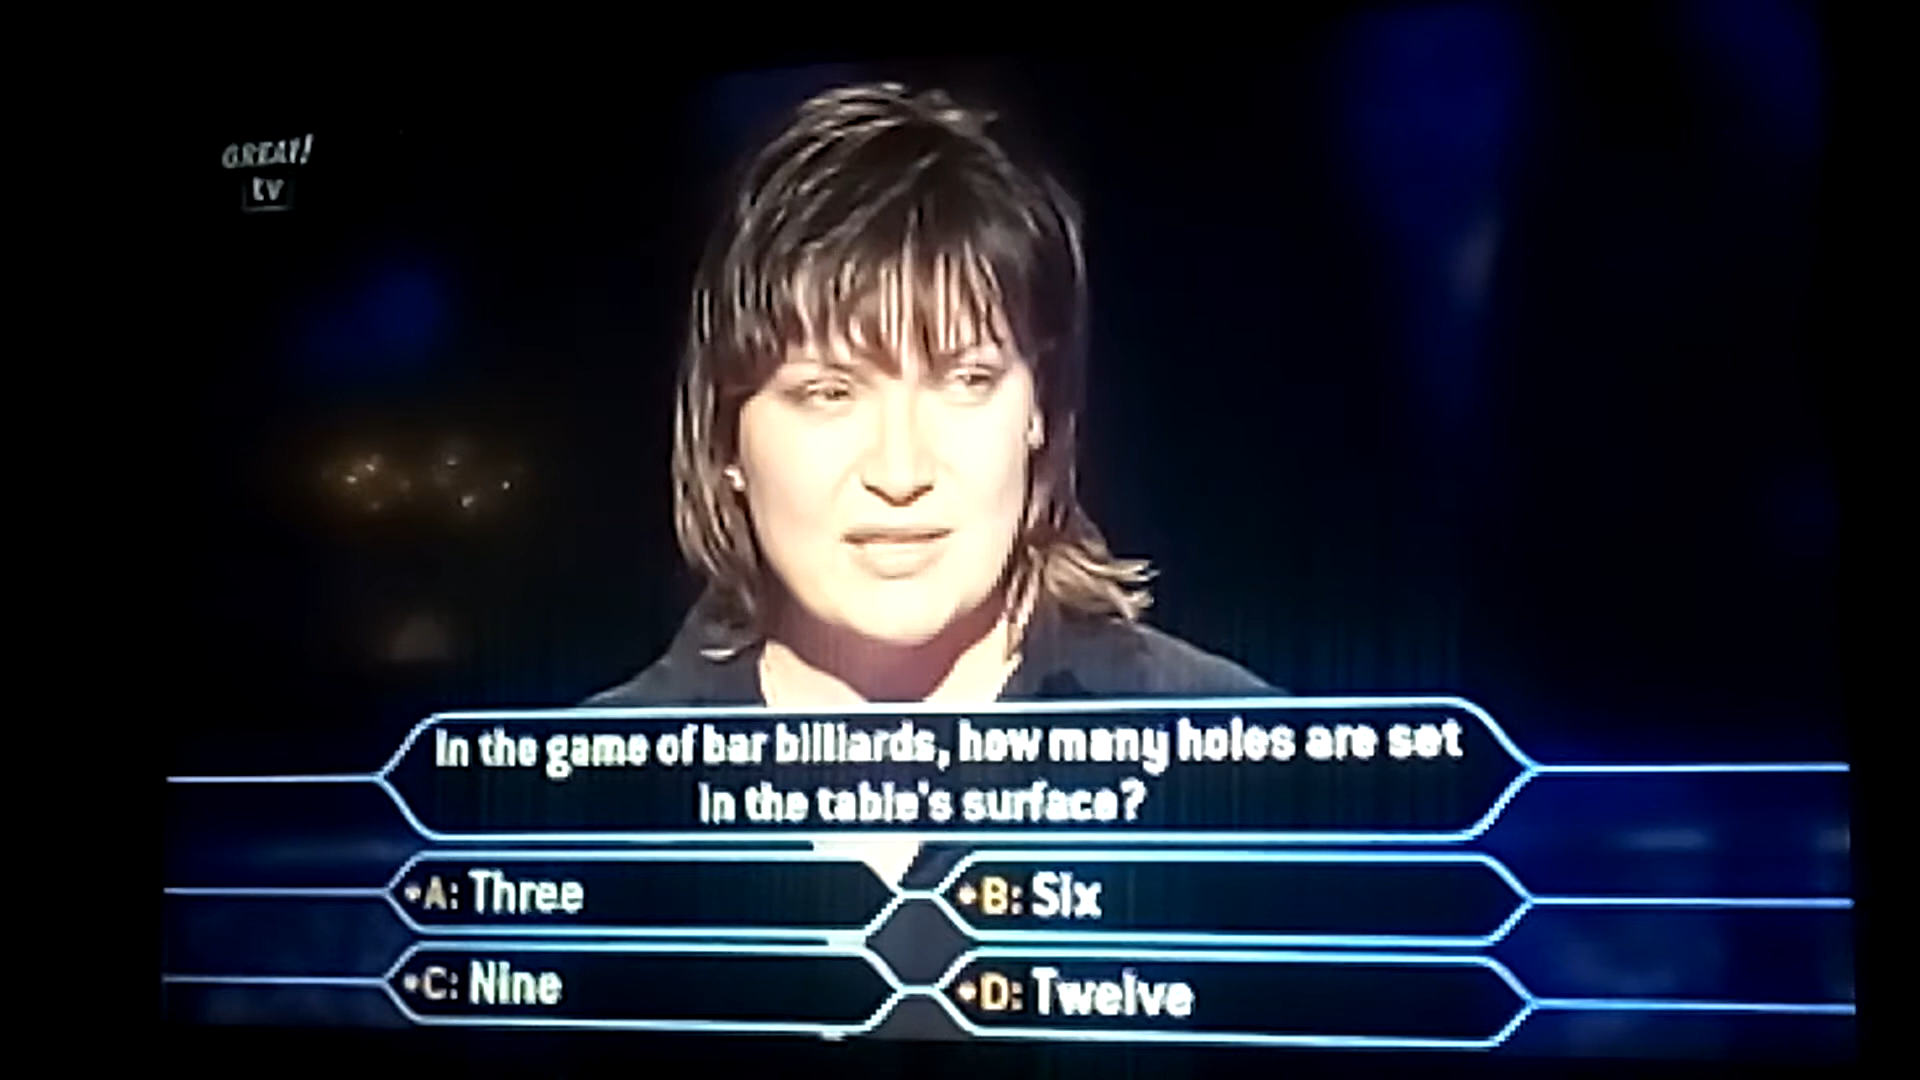 GREAT!
tv
In the game of bar billiards, how many holes are set
in the table's surface?
•A: Three
•B: Six
•C: Nine
•D: Twelve